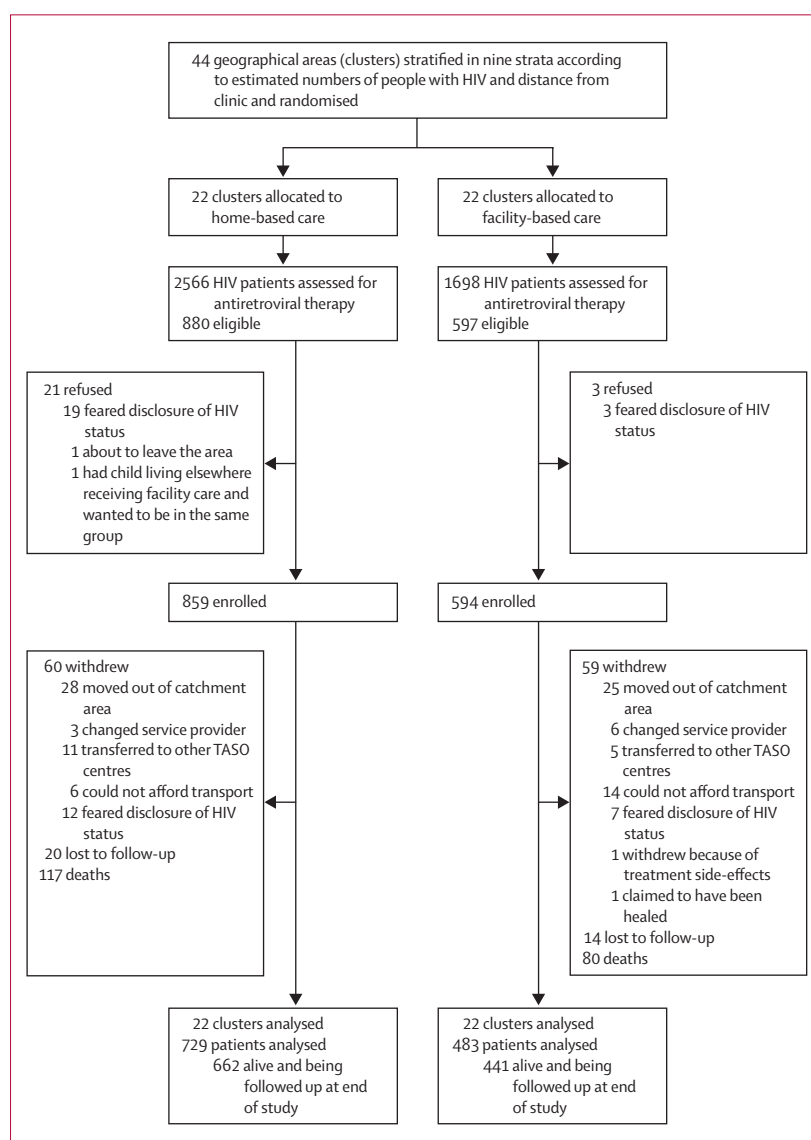 44 geographical areas (clusters) stratified in nine strata according
to estimated numbers of people with HIV and distance from
clinic and randomised
22 clusters allocated to
home-based care
22 clusters allocated to
facility-based care
2566 HIV patients assessed for
antiretroviral therapy
880 eligible
1698 HIV patients assessed for
antiretroviral therapy
597 eligible
21 refused
19 feared disclosure of HIV
status
1 about to leave the area
1 had child living elsewhere
receiving facility care and
wanted to be in the same
group
3 refused
3 feared disclosure of HIV
status
859 enrolled
594 enrolled
60 withdrew
28 moved out of catchment
area
3 changed service provider
11 transferred to other TASO
centres
6 could not afford transport
12 feared disclosure of HIV
status
20 lost to follow-up
117 deaths
59 withdrew
25 moved out of catchment
area
6 changed service provider
5 transferred to other TASO
centres
14 could not afford transport
7 feared disclosure of HIV
status
1 withdrew because of
treatment side-effects
1 claimed to have been
healed
14 lost to follow-up
80 deaths
22 clusters analysed
729 patients analysed
662 alive and being
followed up at end
of study
22 clusters analysed
483 patients analysed
441 alive and being
followed up at end
of study